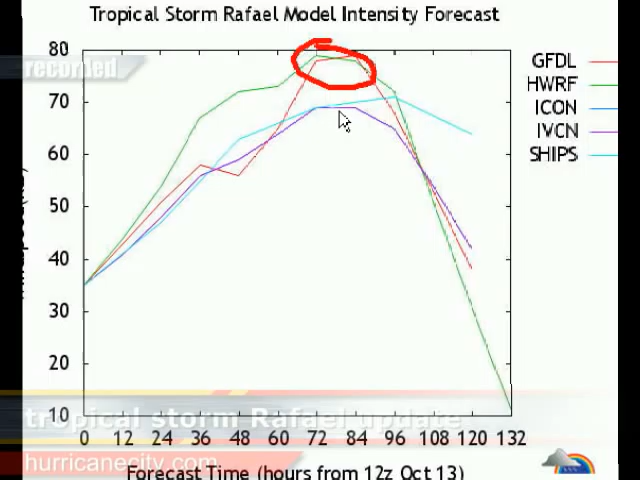 Tropical Storm Rafael Model Intensity Forecast
recorded
80
70
60
50
40
30
20
10
GFDL
HWRF
ICON
IVCN
SHIPS
0 12 24 36 48 60 72 84 96 108 120 132
tropical storm Rafael update
hurricanecity.com
Forecast Time (hours from 12z Oct 13)